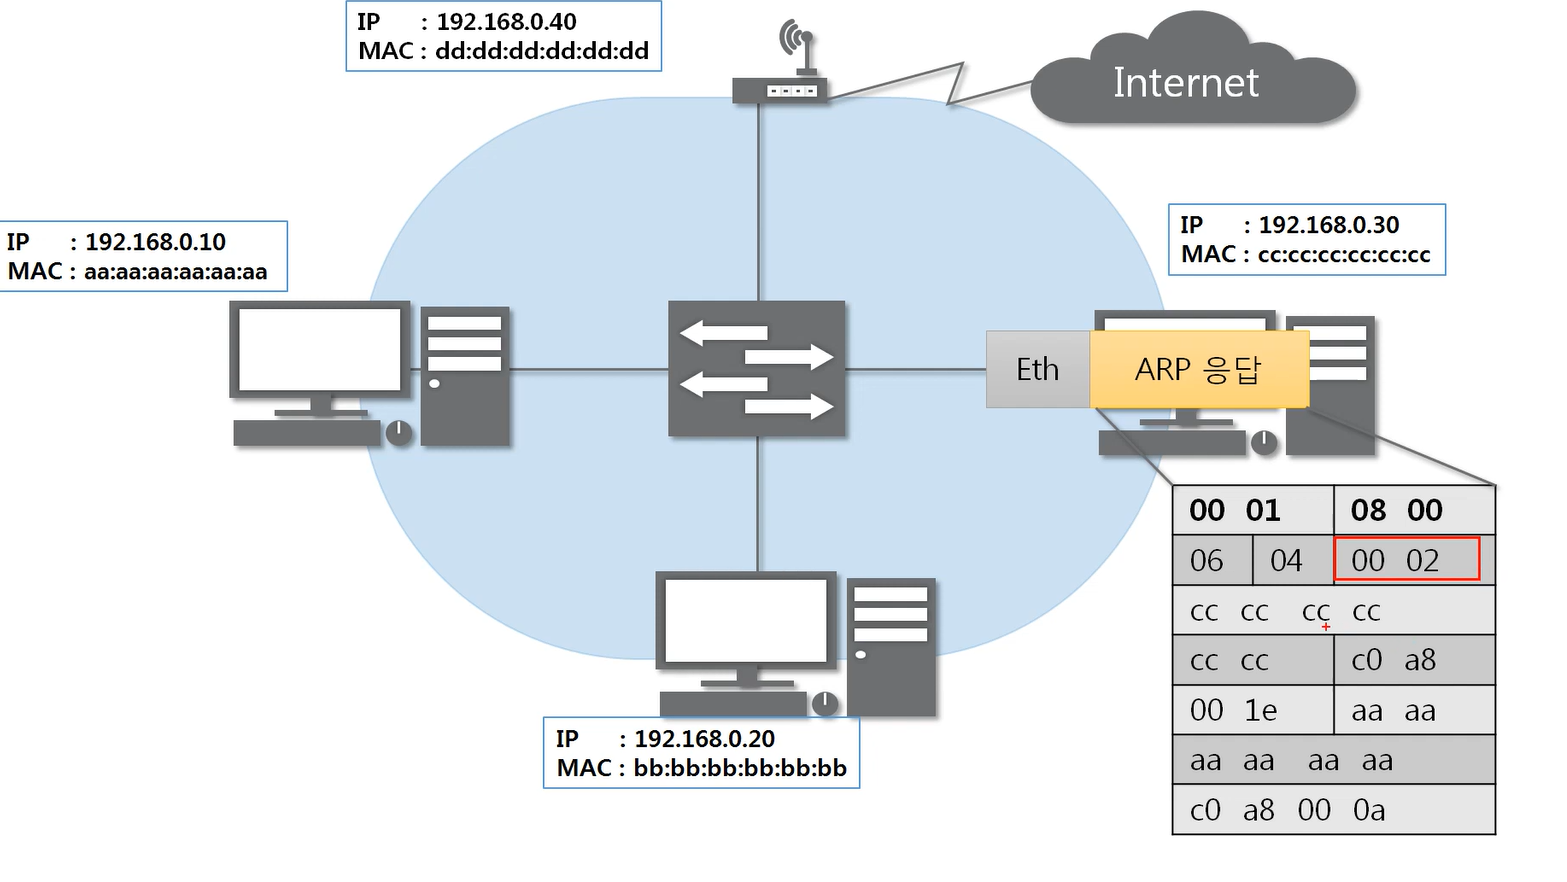 IP : 192.168.0.40
MAC : dd:dd:dd:dd:dd:dd
Internet
IP : 192.168.0.10
MAC : aa:aa:aa:aa:aa:aa
IP : 192.168.0.30
MAC : cc:cc:cc:cc:cc:cc
Eth
ARP 응답
00 01 08 00
06 04 00 02
cc cc cc cc
cc cc c0 a8
00 1e aa aa
aa aa aa aa
c0 a8 00 0a
IP : 192.168.0.20
MAC : bb:bb:bb:bb:bb:bb